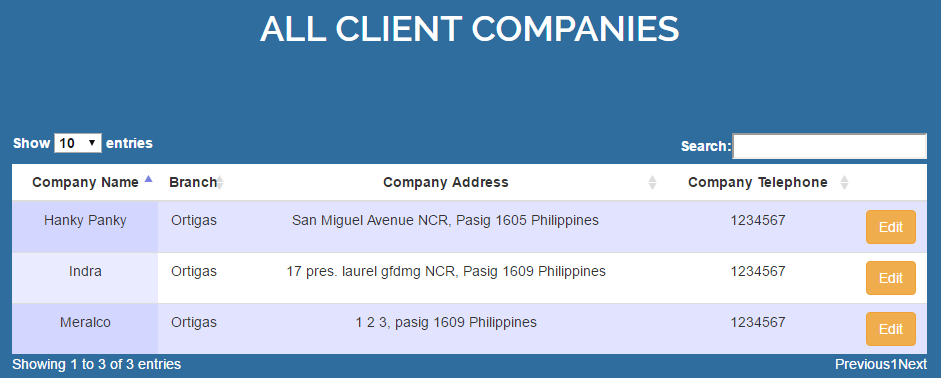 ALL CLIENT COMPANIES
Show 10 entries Search:
Company Name Branch Company Address Company Telephone
Hanky Panky Ortigas San Miguel Avenue NCR, Pasig 1605 Philippines 1234567 Edit
Indra Ortigas 17 pres. laurel gfdmg NCR, Pasig 1609 Philippines 1234567 Edit
Meralco Ortigas 1 2 3, pasig 1609 Philippines 1234567 Edit
Showing 1 to 3 of 3 entries Previous1Next